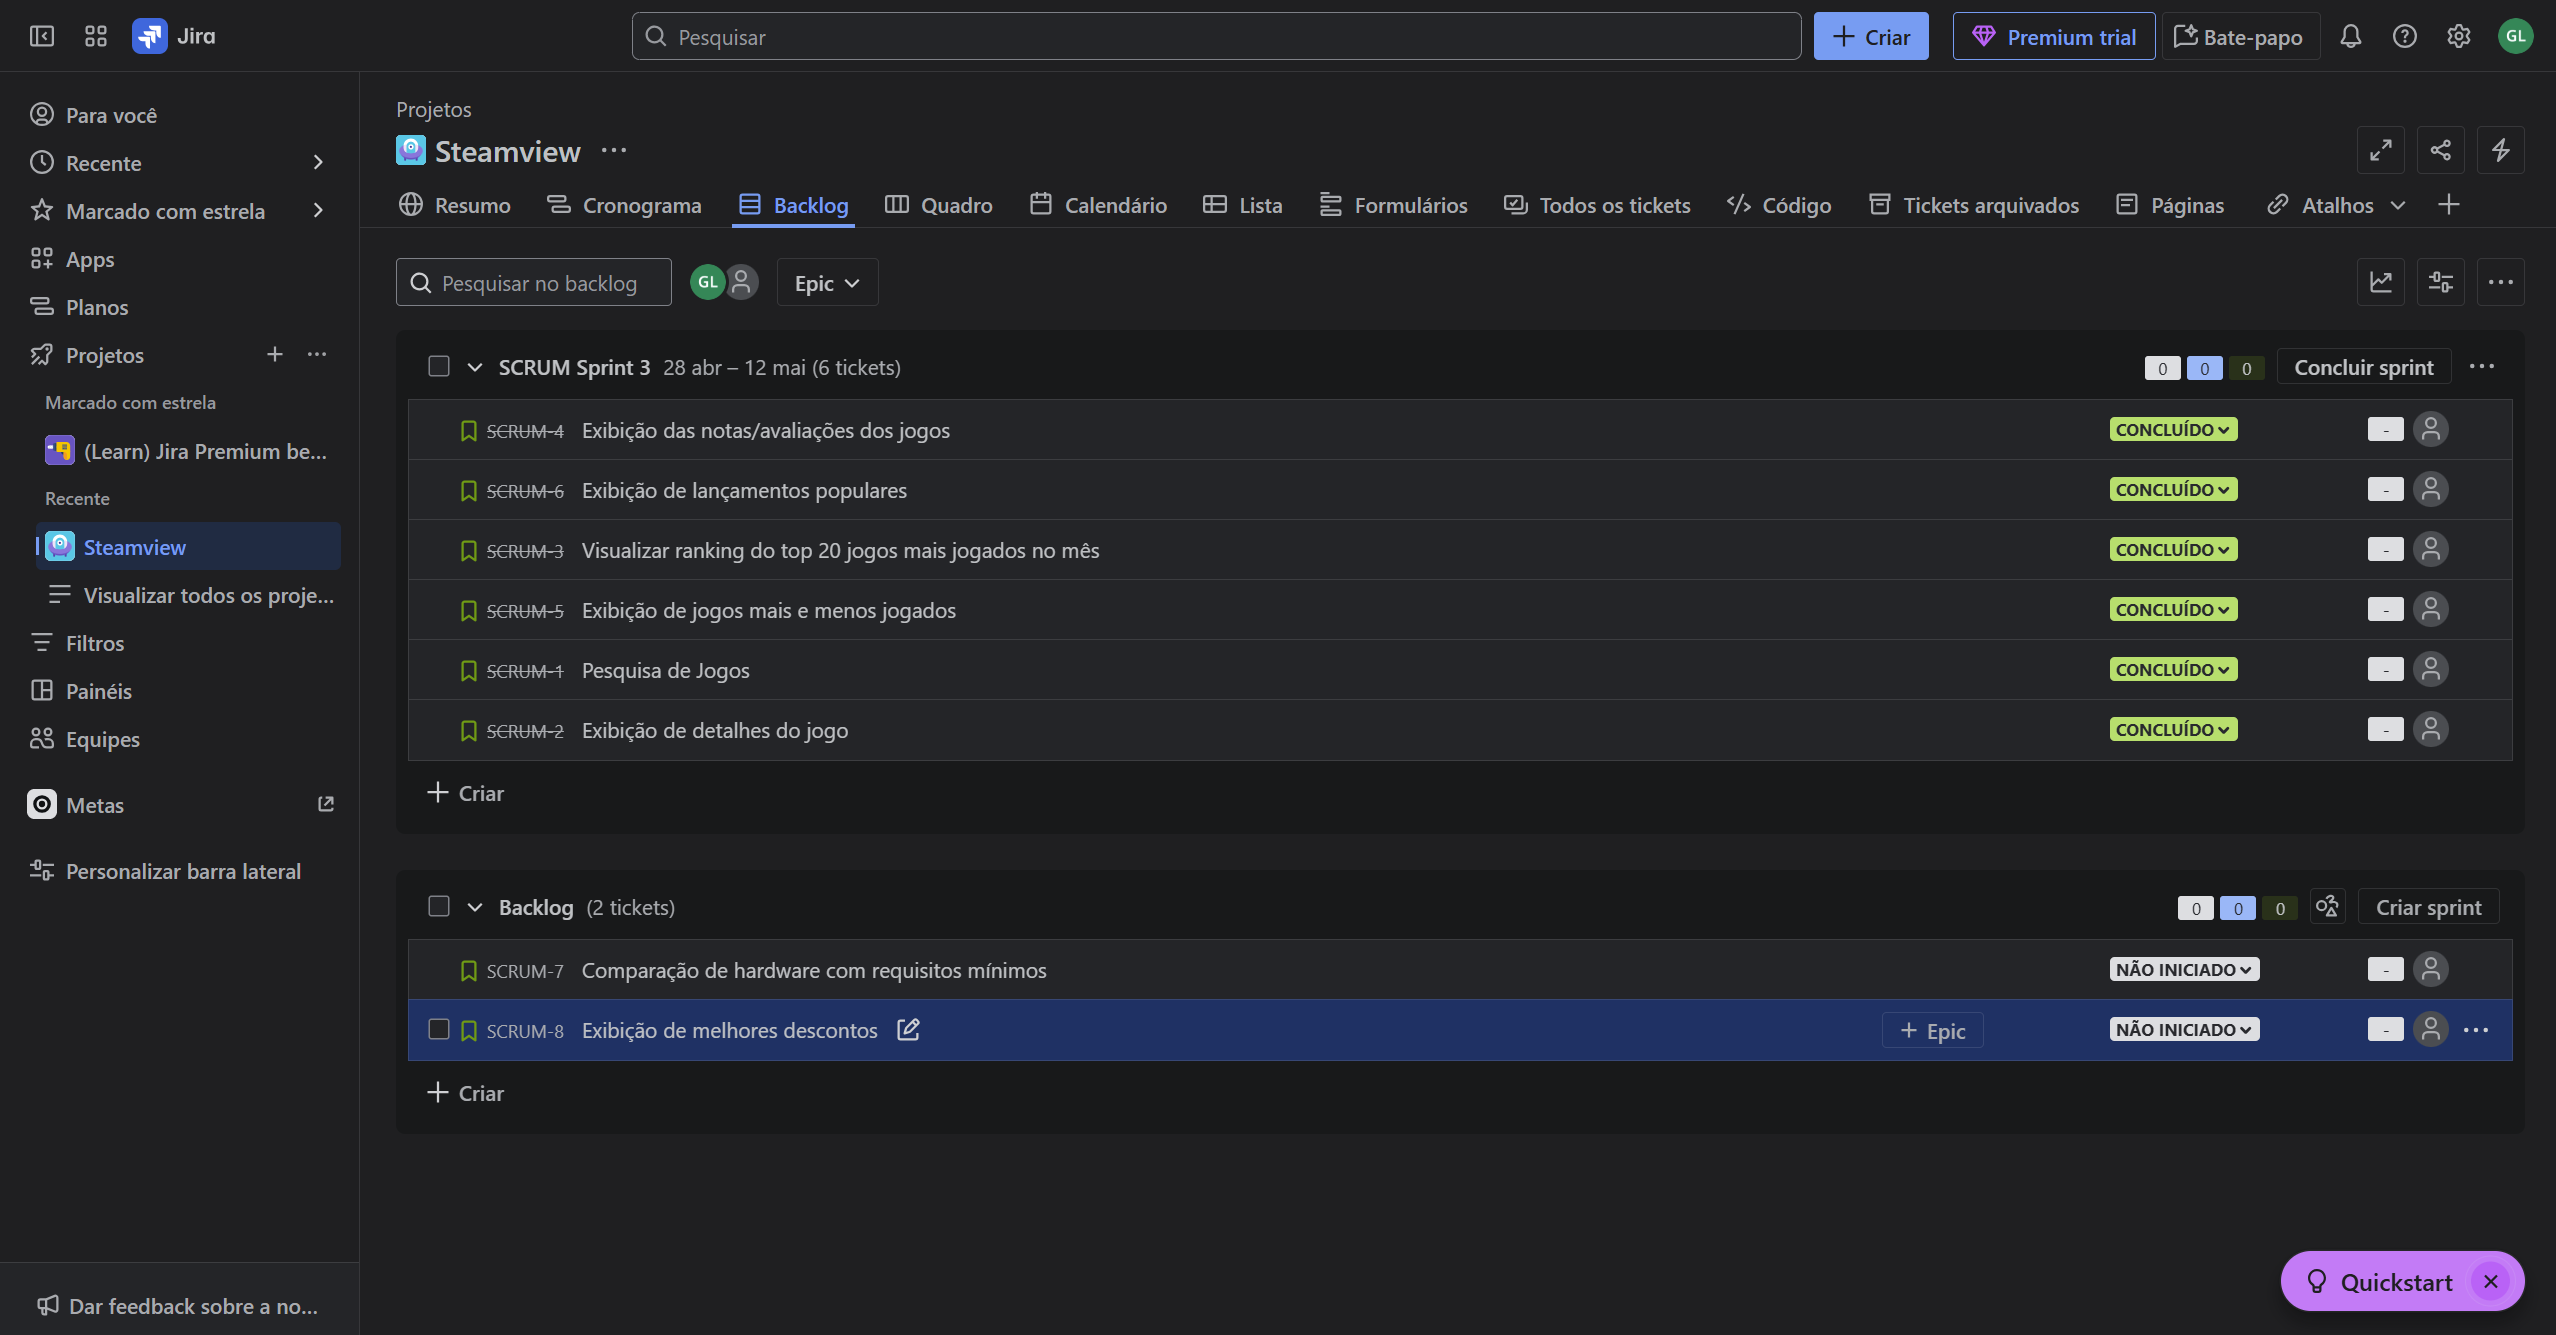 Jira
Pesquisar
Criar
Premium trial
Bate-papo
GL
Para você
Recente
Marcado com estrela
Apps
Planos
Projetos
Marcado com estrela
(Learn) Jira Premium be...
Recente
Steamview
Visualizar todos os proje...
Filtros
Painéis
Equipes
Metas
Personalizar barra lateral
Dar feedback sobre a no...
Projetos
Steamview
Resumo Cronograma Backlog Quadro Calendário Lista Formulários Todos os tickets Código Tickets arquivados Páginas Atalhos
Pesquisar no backlog GL Epic
SCRUM Sprint 3 28 abr – 12 mai (6 tickets) 0 0 0 Concluir sprint
SCRUM-4 Exibição das notas/avaliações dos jogos CONCLUÍDO -
SCRUM-6 Exibição de lançamentos populares CONCLUÍDO -
SCRUM-3 Visualizar ranking do top 20 jogos mais jogados no mês CONCLUÍDO -
SCRUM-5 Exibição de jogos mais e menos jogados CONCLUÍDO -
SCRUM-1 Pesquisa de Jogos CONCLUÍDO -
SCRUM-2 Exibição de detalhes do jogo CONCLUÍDO -
Criar
Backlog (2 tickets) 0 0 0 Criar sprint
SCRUM-7 Comparação de hardware com requisitos mínimos NÃO INICIADO -
SCRUM-8 Exibição de melhores descontos + Epic NÃO INICIADO -
Criar
Quickstart